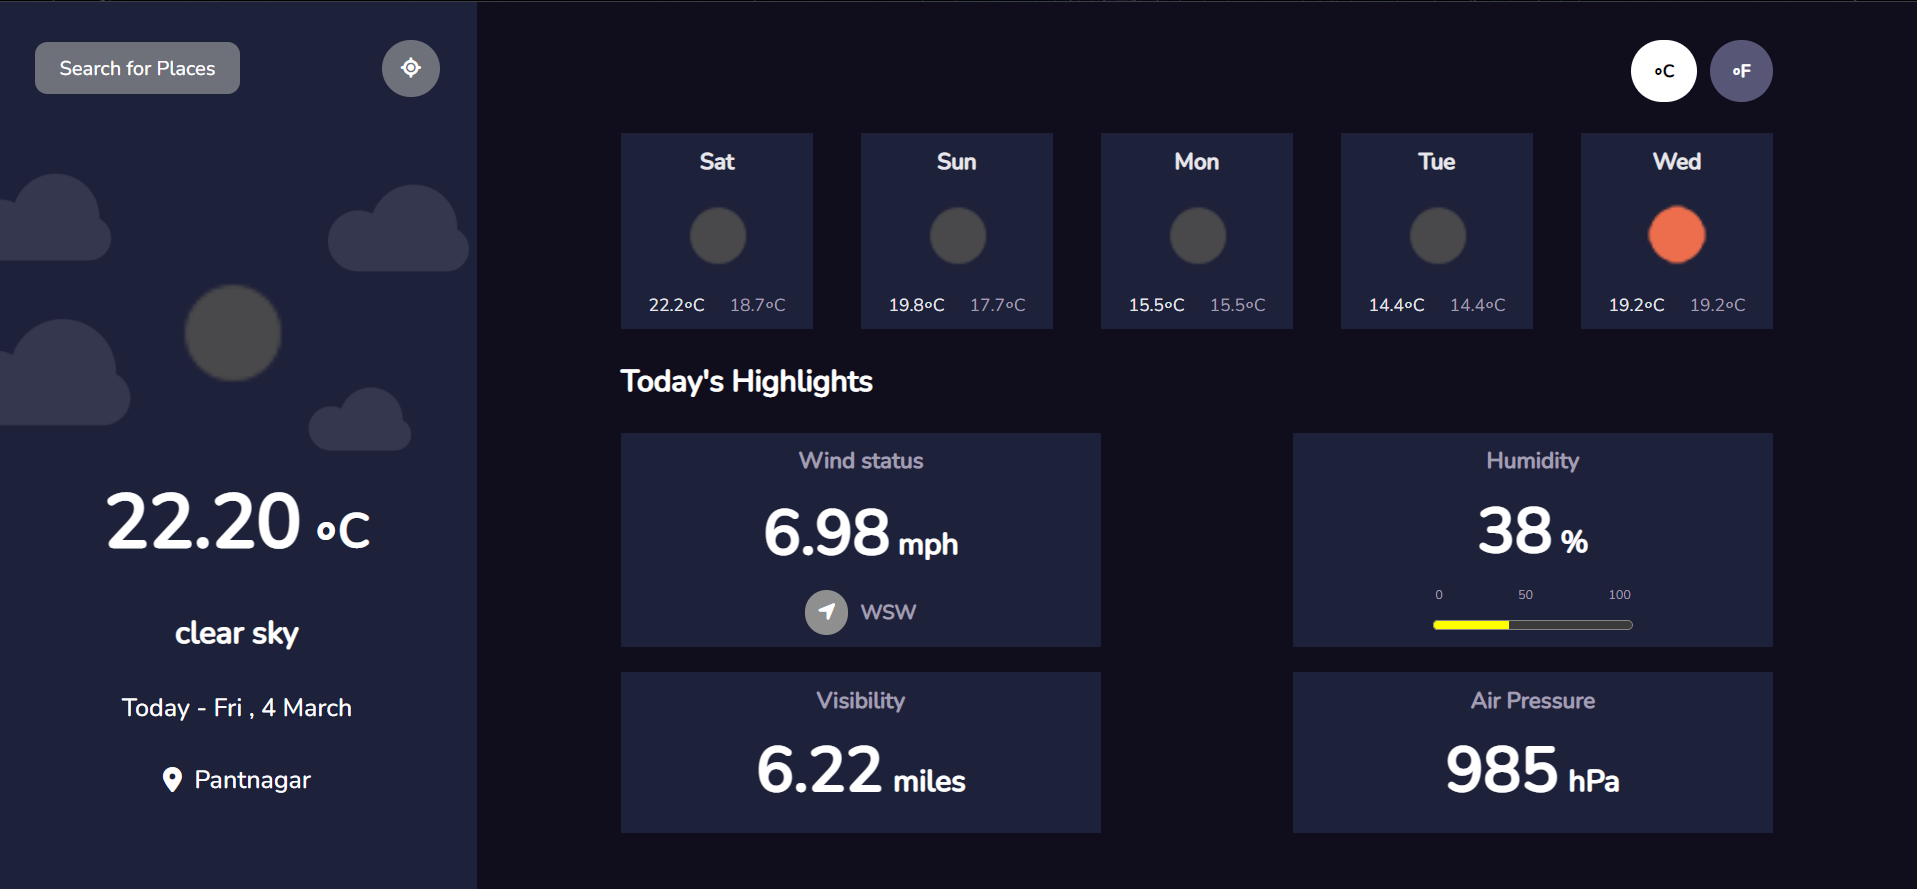 Search for Places
22.20 ºC
clear sky
Today - Fri , 4 March
Pantnagar
ºC ºF
Sat
22.2ºC 18.7ºC
Sun
19.8ºC 17.7ºC
Mon
15.5ºC 15.5ºC
Tue
14.4ºC 14.4ºC
Wed
19.2ºC 19.2ºC
Today's Highlights
Wind status
6.98 mph
WSW
Humidity
38 %
0 50 100
Visibility
6.22 miles
Air Pressure
985 hPa